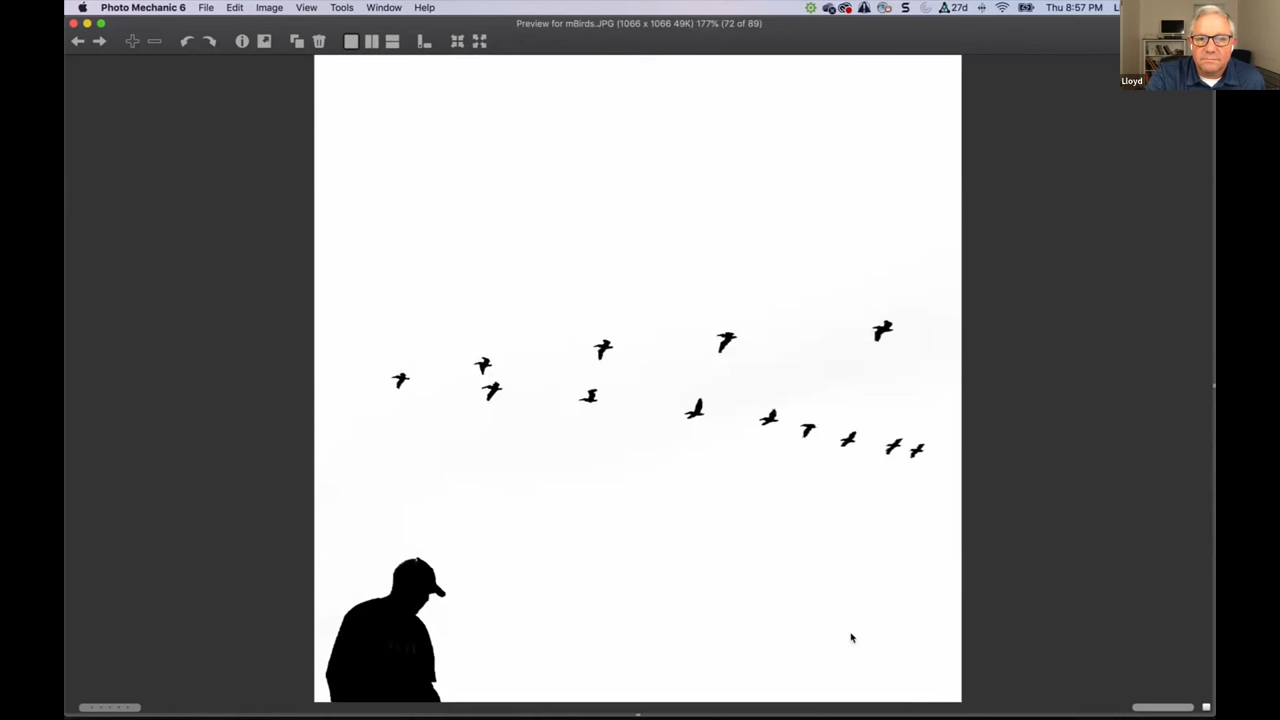 Photo Mechanic 6 File Edit Image View Tools Window Help 27d Thu 8:57 PM L
Preview for mBirds.JPG (1066 x 1066 49K) 177% (72 of 89)
Lloyd